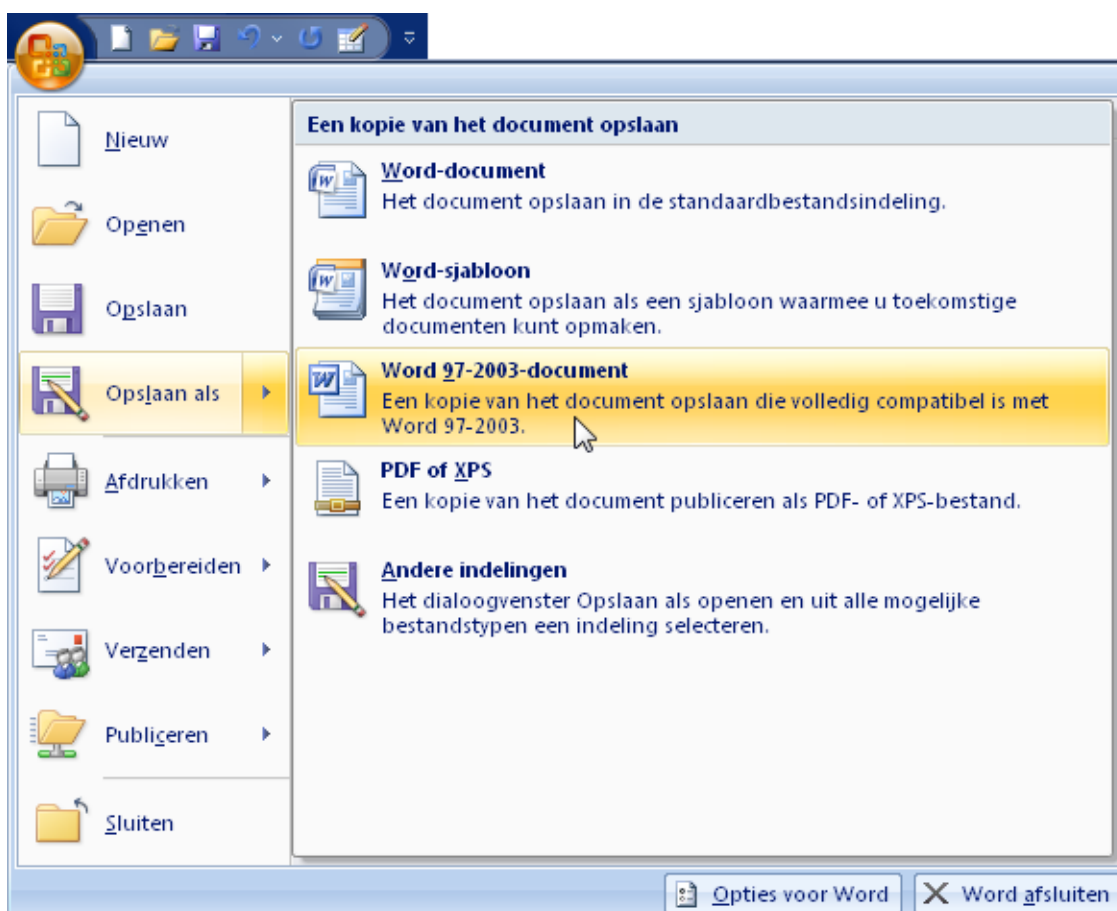 Nieuw
Openen
Opslaan
Opslaan als
Afdrukken
Voorbereiden
Verzenden
Publiceren
Sluiten
Een kopie van het document opslaan
Word-document
Het document opslaan in de standaardbestandsindeling.
Word-sjabloon
Het document opslaan als een sjabloon waarmee u toekomstige
documenten kunt opmaken.
Word 97-2003-document
Een kopie van het document opslaan die volledig compatibel is met
Word 97-2003.
PDF of XPS
Een kopie van het document publiceren als PDF- of XPS-bestand.
Andere indelingen
Het dialoogvenster Opslaan als openen en uit alle mogelijke
bestandstypen een indeling selecteren.
Opties voor Word
Word afsluiten